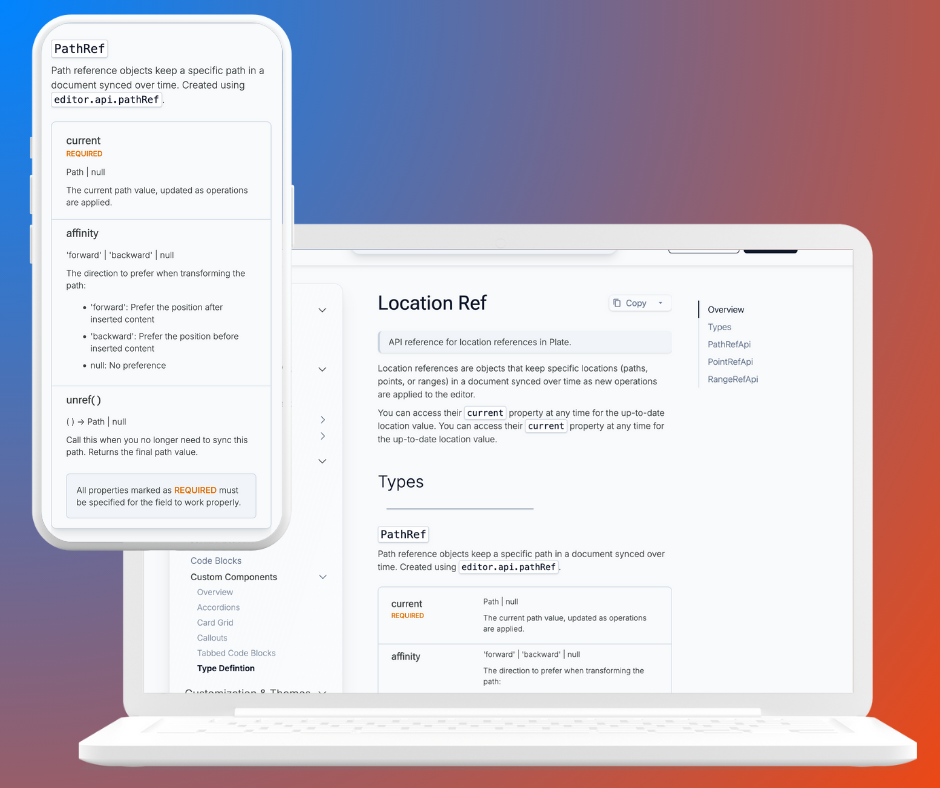 PathRef
Path reference objects keep a specific path in a
document synced over time. Created using
editor.api.pathRef.
current
REQUIRED
Path | null
The current path value, updated as operations
are applied.
affinity
'forward' | 'backward' | null
The direction to prefer when transforming the
path:
• 'forward': Prefer the position after
inserted content
• 'backward': Prefer the position before
inserted content
• null: No preference
unref()
( ) → Path | null
Call this when you no longer need to sync this
path. Returns the final path value.
All properties marked as REQUIRED must
be specified for the field to work properly.
Code Blocks
Custom Components
Overview
Accordions
Card Grid
Callouts
Tabbed Code Blocks
Type Defintion
Customization & Themes
Location Ref
Copy
API reference for location references in Plate.
Location references are objects that keep specific locations (paths,
points, or ranges) in a document synced over time as new operations
are applied to the editor.
You can access their current property at any time for the up-to-date
location value. You can access their current property at any time for
the up-to-date location value.
Types
PathRef
Path reference objects keep a specific path in a document synced over
time. Created using editor.api.pathRef.
current
REQUIRED
Path | null
The current path value, updated as operations
are applied.
affinity
'forward' | 'backward' | null
The direction to prefer when transforming the
path:
Overview
Types
PathRefApi
PointRefApi
RangeRefApi